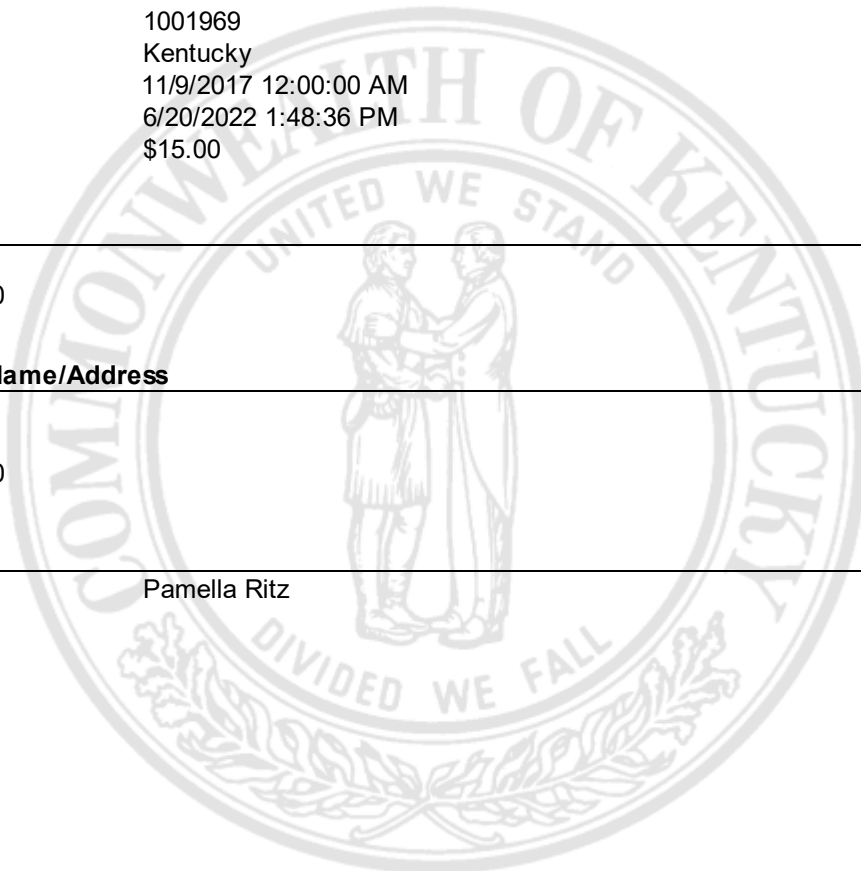 1001969
Kentucky
11/9/2017 12:00:00 AM
6/20/2022 1:48:36 PM
$15.00
0
ame/Address
0
Pamella Ritz
COMMONWEALTH OF KENTUCKY
UNITED WE STAND
DIVIDED WE FALL